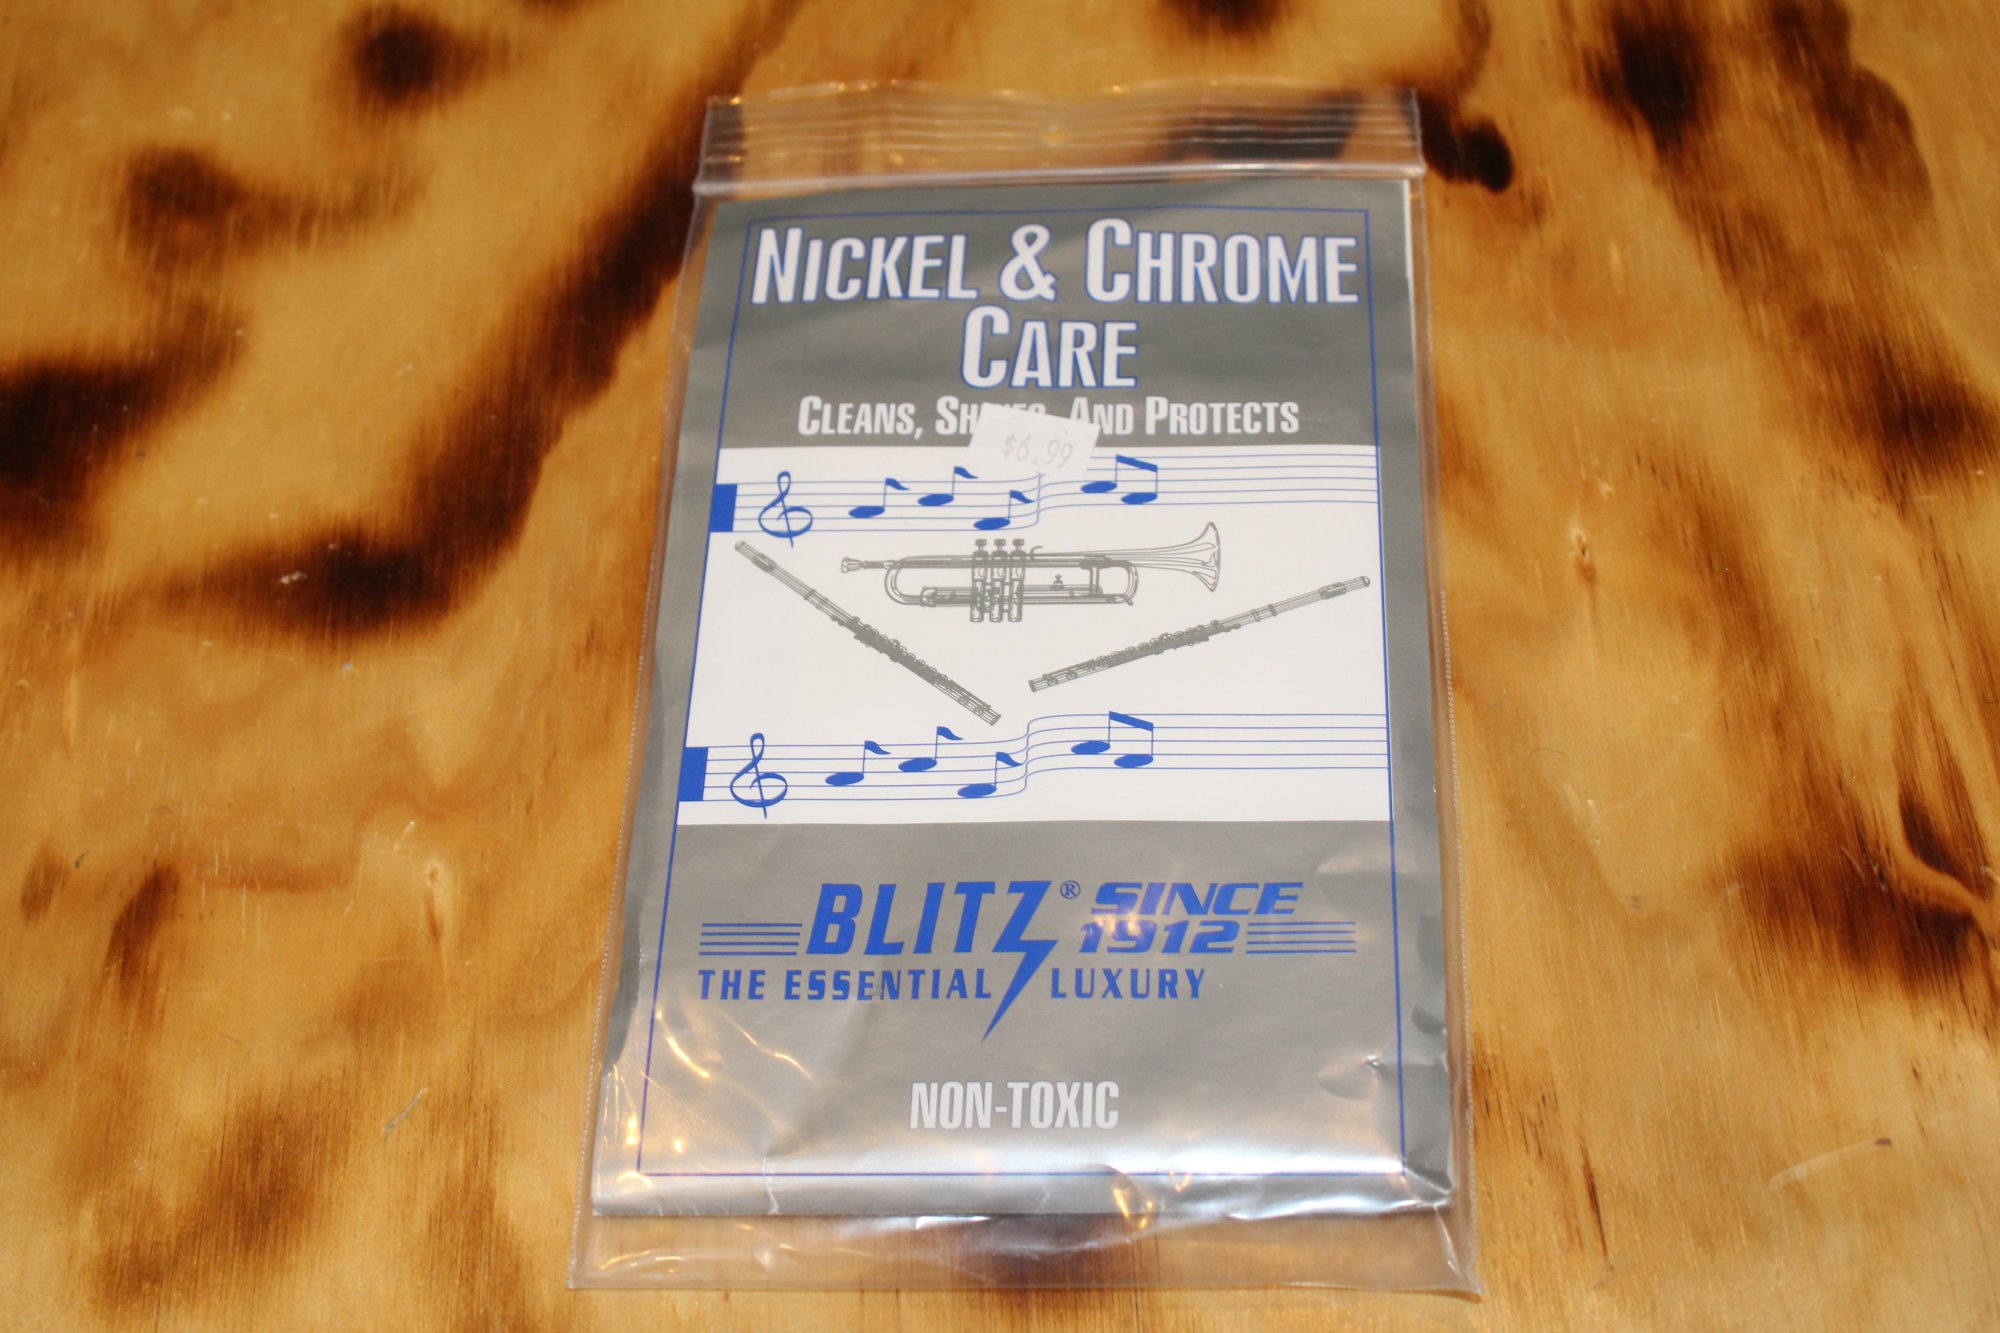 NICKEL & CHROME
CARE
CLEANS, AND PROTECTS
$6.99
BLITZ® SINCE
1912
THE ESSENTIAL LUXURY
NON-TOXIC